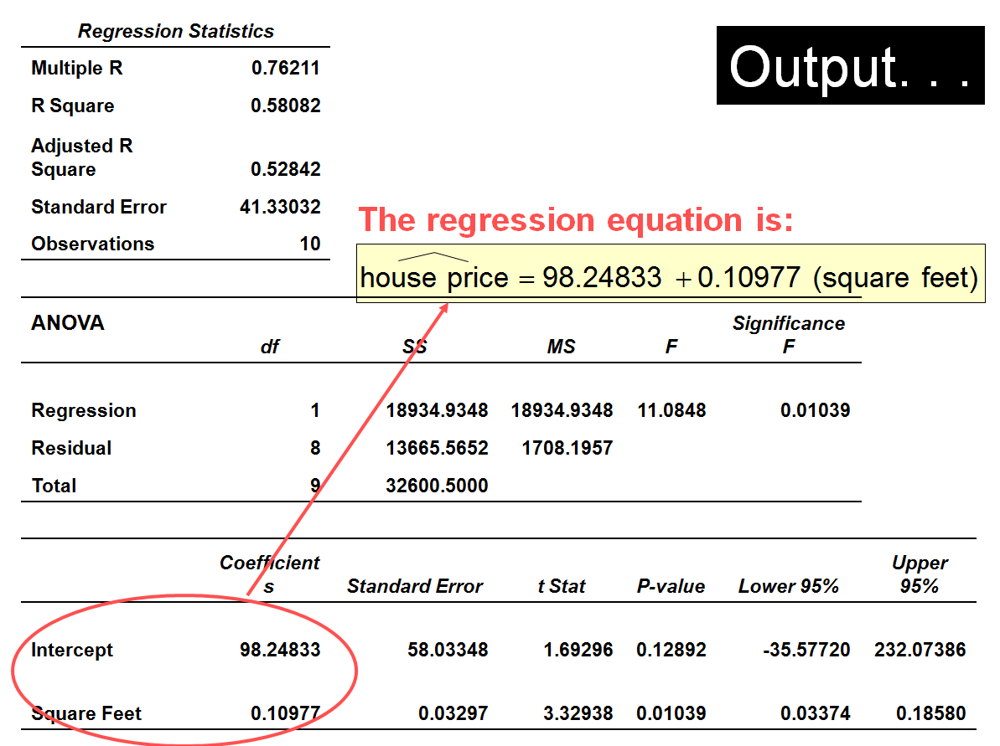 Regression Statistics
Output. . .
Multiple R 0.76211
R Square 0.58082
Adjusted R
Square 0.52842
Standard Error 41.33032
Observations 10
The regression equation is:
house price = 98.24833 + 0.10977 (square feet)
ANOVA Significance
df SS MS F F
Regression 1 18934.9348 18934.9348 11.0848 0.01039
Residual 8 13665.5652 1708.1957
Total 9 32600.5000
Coefficient Upper
s Standard Error t Stat P-value Lower 95% 95%
Intercept 98.24833 58.03348 1.69296 0.12892 -35.57720 232.07386
Square Feet 0.10977 0.03297 3.32938 0.01039 0.03374 0.18580